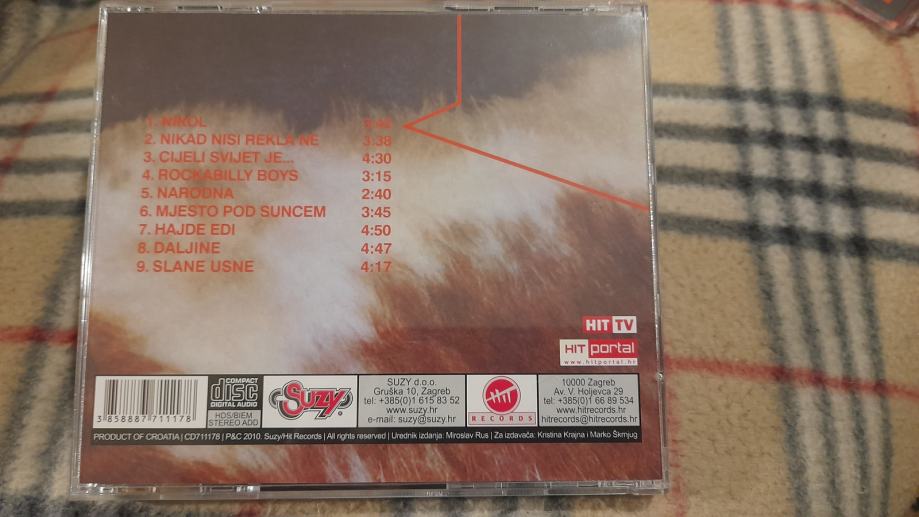 1. NIKOL
2. NIKAD NISI REKLA NE 3:38
3. CIJELI SVIJET JE... 4:30
4. ROCKABILLY BOYS 3:15
5. NARODNA 2:40
6. MJESTO POD SUNCEM 3:45
7. HAJDE EDI 4:50
8. DALJINE 4:47
9. SLANE USNE 4:17
HIT TV
HIT portal
www.hitportal.hr
3 858887 711178
COMPACT
disc
DIGITAL AUDIO
HDS/BIEM
STEREO ADD
SUZY
SUZY d.o.o.
Gruška 10, Zagreb
tel: +385(0)1 615 83 52
www.suzy.hr
e-mail: suzy@suzy.hr
HIT
RECORDS
10000 Zagreb
Av. V. Holjevca 29
tel: +385(0)1 66 89 534
www.hitrecords.hr
hitrecords@hitrecords.hr
PRODUCT OF CROATIA | CD711178 | P&C 2010. Suzy/Hit Records | All rights reserved | Urednik izdanja: Miroslav Rus | Za izdavača: Kristina Krajna i Marko Škrnjug